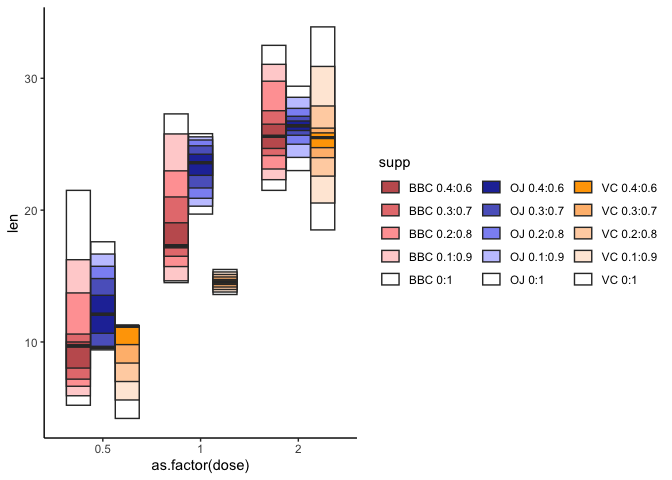 30
20
10
len
0.5 1 2
as.factor(dose)
supp
BBC 0.4:0.6 OJ 0.4:0.6 VC 0.4:0.6
BBC 0.3:0.7 OJ 0.3:0.7 VC 0.3:0.7
BBC 0.2:0.8 OJ 0.2:0.8 VC 0.2:0.8
BBC 0.1:0.9 OJ 0.1:0.9 VC 0.1:0.9
BBC 0:1 OJ 0:1 VC 0:1